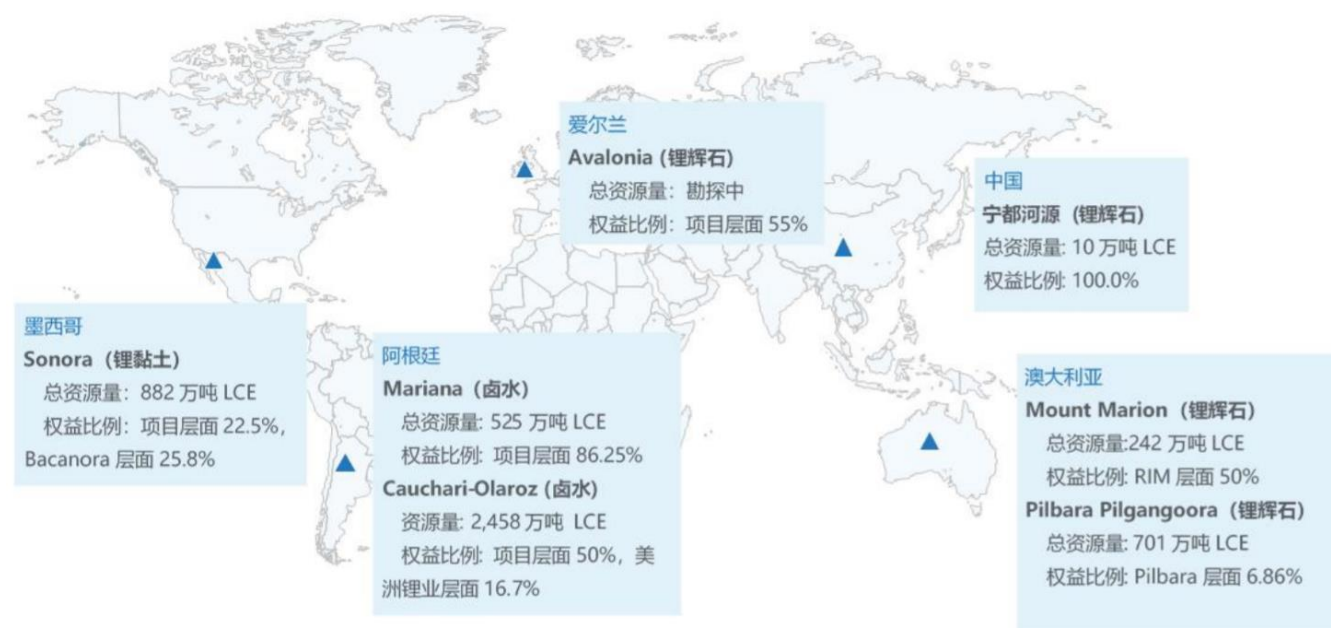 爱尔兰
Avalonia (锂辉石)
总资源量：勘探中
权益比例：项目层面 55%
中国
宁都河源（锂辉石）
总资源量: 10 万吨 LCE
权益比例: 100.0%
墨西哥
Sonora（锂黏土）
总资源量：882 万吨 LCE
权益比例：项目层面 22.5%，
Bacanora 层面 25.8%
阿根廷
Mariana（卤水）
总资源量: 525 万吨 LCE
权益比例: 项目层面 86.25%
Cauchari-Olaroz (卤水)
资源量: 2,458 万吨 LCE
权益比例: 项目层面 50%，美
洲锂业层面 16.7%
澳大利亚
Mount Marion（锂辉石）
总资源量:242 万吨 LCE
权益比例: RIM 层面 50%
Pilbara Pilgangoora（锂辉石）
总资源量: 701 万吨 LCE
权益比例: Pilbara 层面 6.86%